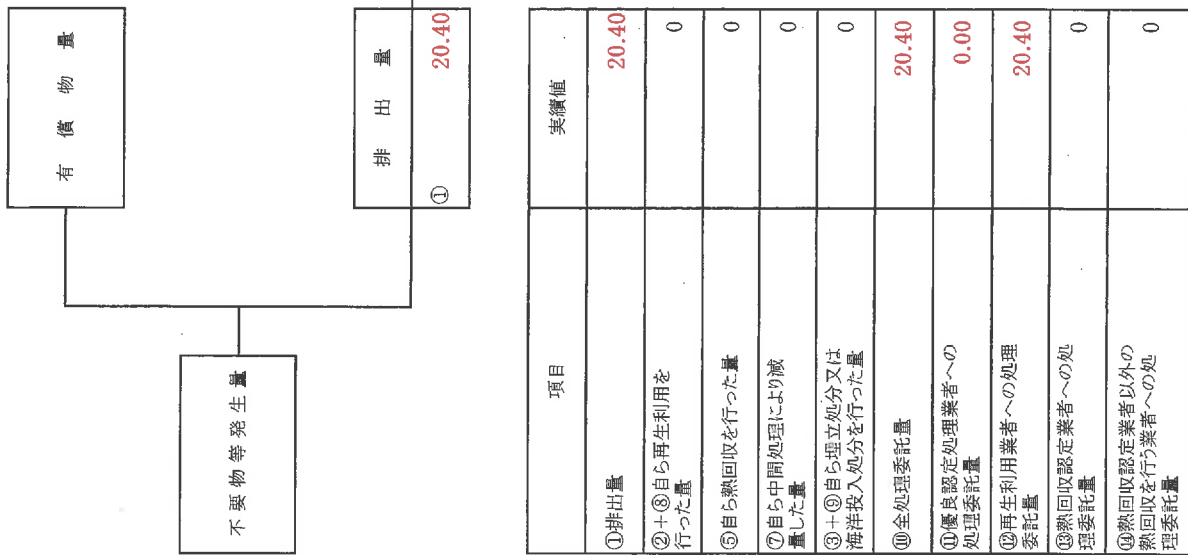 有償物量
不要物等発生量
排出量
① 20.40
項目 実績値
①排出量 20.40
②+⑧自ら再生利用を
行った量 0
⑤自ら熱回収を行った量 0
⑦自ら中間処理により減
量した量 0
③+⑨自ら埋立処分又は
海洋投入処分を行った量 0
⑩全処理委託量 20.40
⑪優良認定処理業者への
処理委託量 0.00
⑫再生利用業者への処理
委託量 20.40
⑬熱回収認定業者への処
理委託量 0
⑭熱回収認定業者以外の
熱回収を行う業者への処
理委託量 0